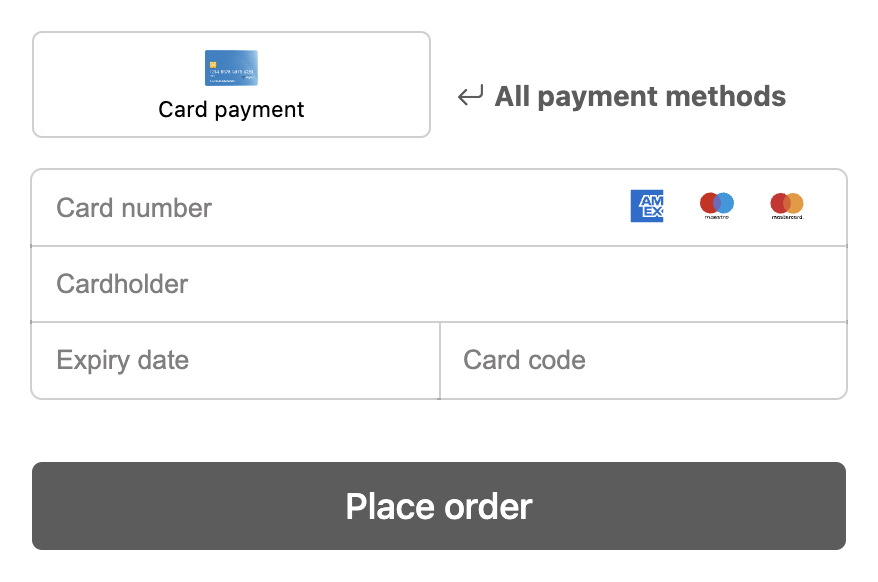 Card payment
All payment methods
Card number
AM
EX
maestro
mastercard.
Cardholder
Expiry date
Card code
Place order